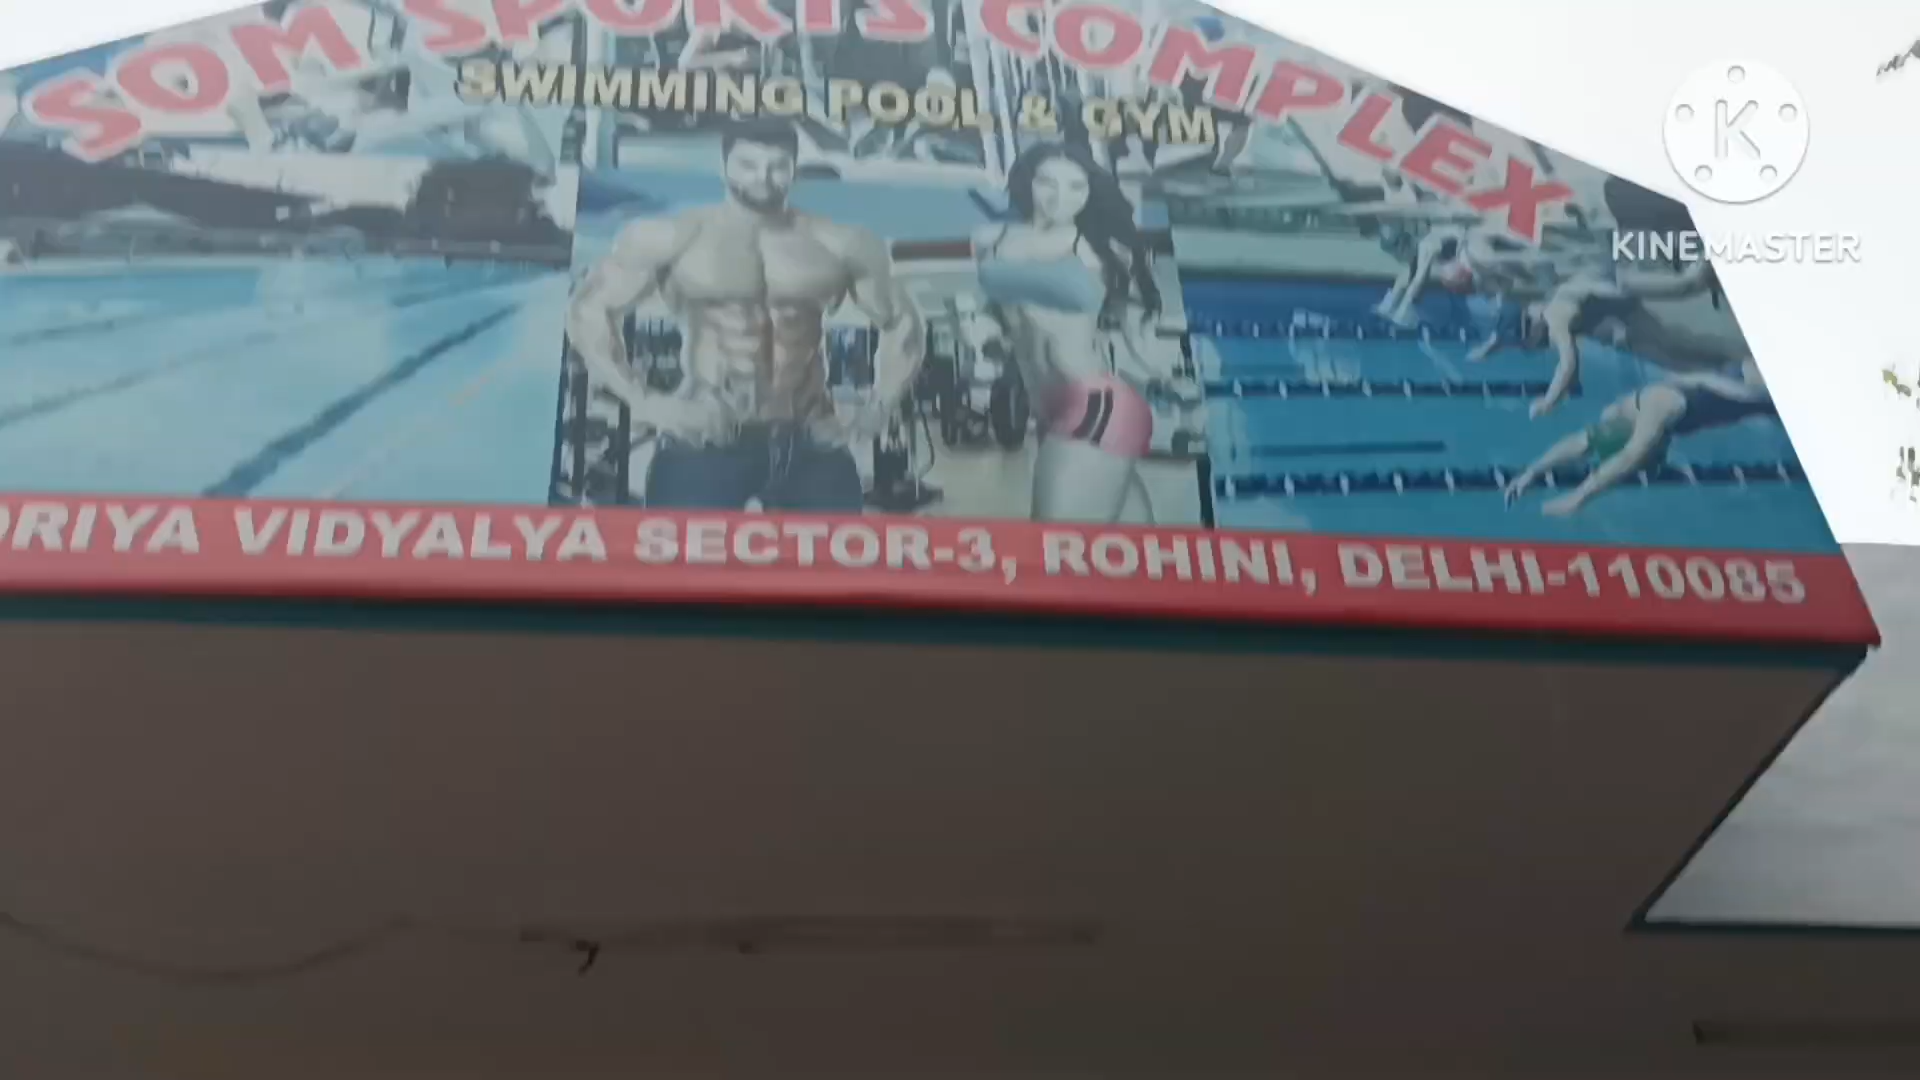 SOM SPORTS COMPLEX
SWIMMING POOL & GYM
VIDYALYA SECTOR-3, ROHINI, DELHI-110085
K
KINEMASTER